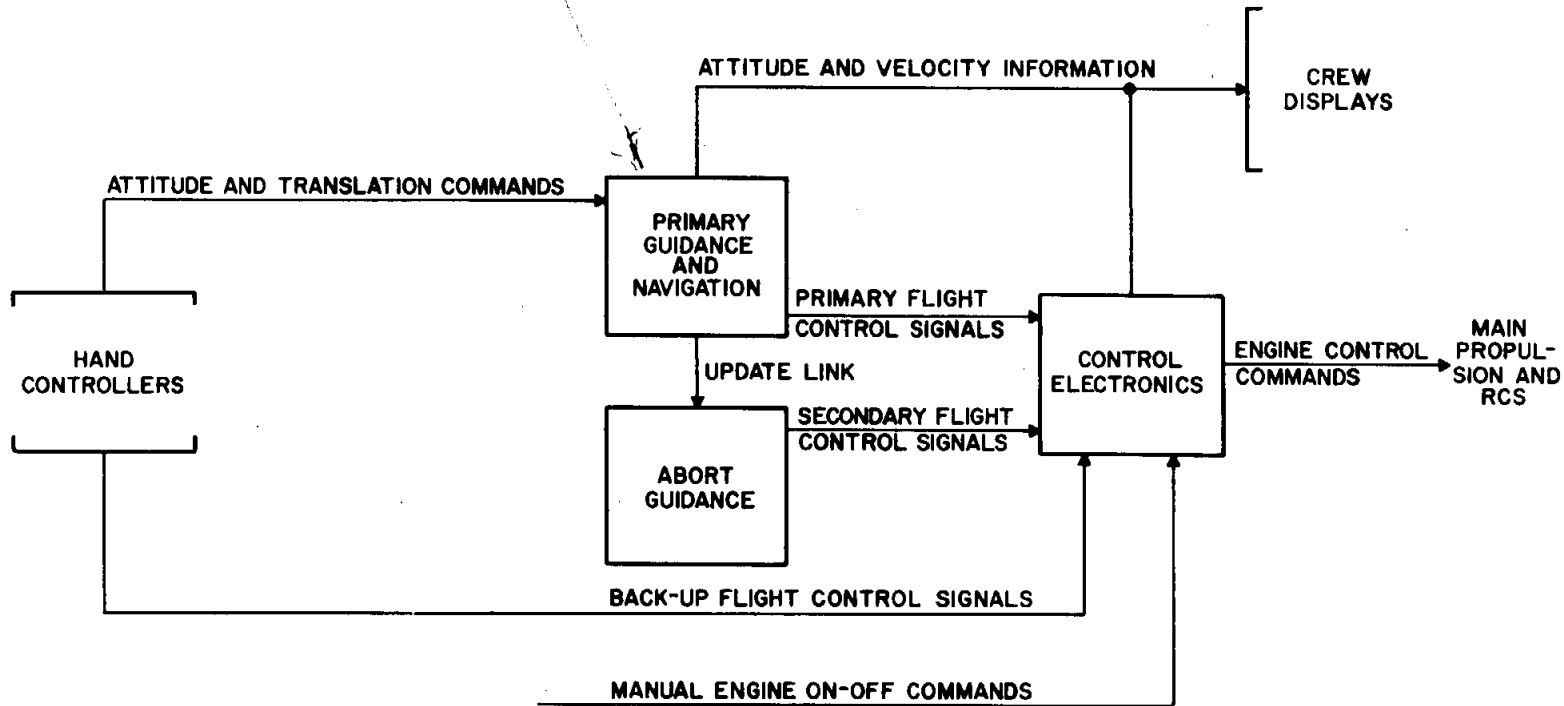 ATTITUDE AND VELOCITY INFORMATION
CREW
DISPLAYS
ATTITUDE AND TRANSLATION COMMANDS
PRIMARY
GUIDANCE
AND
NAVIGATION
PRIMARY FLIGHT
CONTROL SIGNALS
HAND
CONTROLLERS
UPDATE LINK
CONTROL
ELECTRONICS
ENGINE CONTROL
COMMANDS
MAIN
PROPUL-
SION AND
RCS
SECONDARY FLIGHT
CONTROL SIGNALS
ABORT
GUIDANCE
BACK-UP FLIGHT CONTROL SIGNALS
MANUAL ENGINE ON-OFF COMMANDS